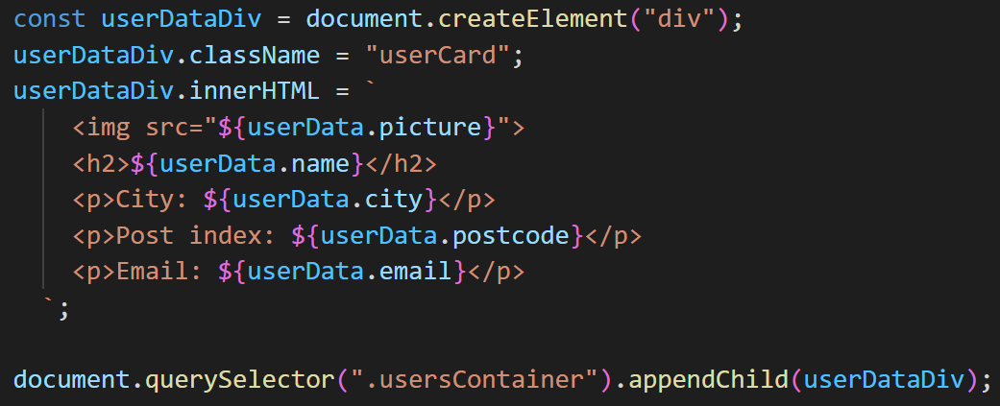 const userDataDiv = document.createElement("div");
userDataDiv.className = "userCard";
userDataDiv.innerHTML = `
    <img src="${userData.picture}">
    <h2>${userData.name}</h2>
    <p>City: ${userData.city}</p>
    <p>Post index: ${userData.postcode}</p>
    <p>Email: ${userData.email}</p>
  `;
document.querySelector(".usersContainer").appendChild(userDataDiv);